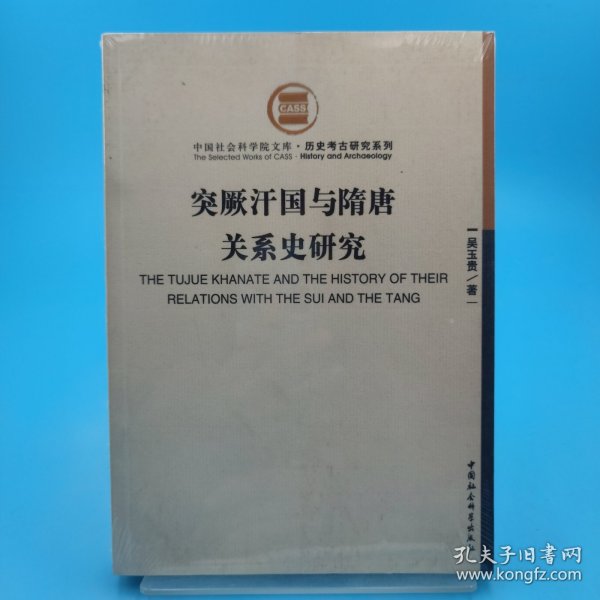 CASS
中国社会科学院文库·历史考古研究系列
The Selected Works of CASS · History and Archaeology
突厥汗国与隋唐
关系史研究
THE TUJUE KHANATE AND THE HISTORY OF THEIR
RELATIONS WITH THE SUI AND THE TANG
吴玉贵/著
中国社会科学出版社
孔夫子旧书网
www.kongfz.com